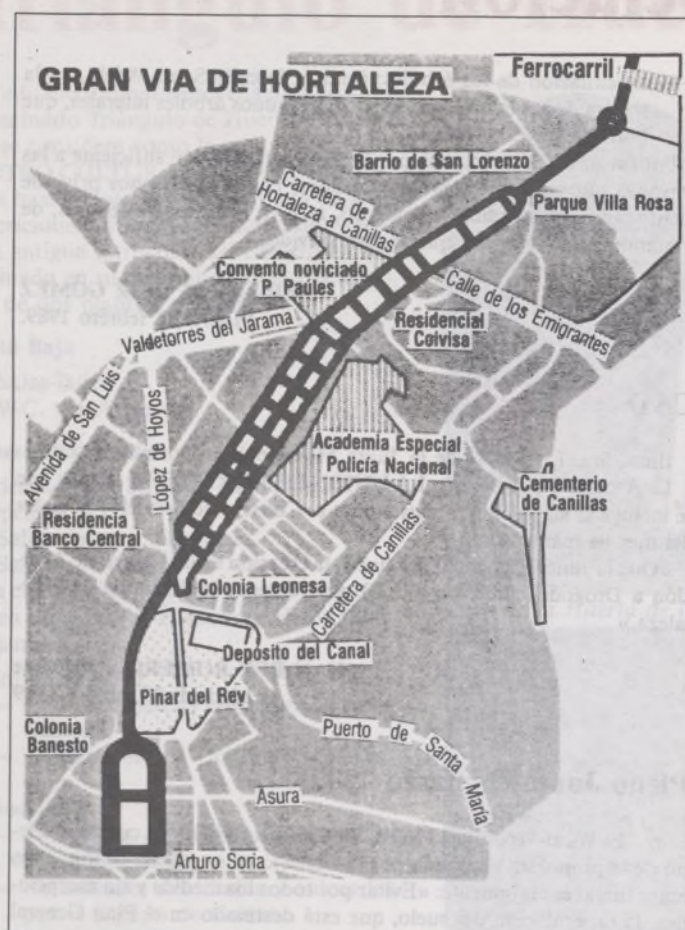 GRAN VIA DE HORTALEZA
Ferrocarril
Barrio de San Lorenzo
Carretera de
Hortaleza a Canillas
Parque Villa Rosa
Convento noviciado
P. Paúles
Calle de los Emigrantes
Valdetorres del Jarama
Residencial
Coivisa
Avenida de San Luis
López de Hoyos
Academia Especial
Policía Nacional
Cementerio
de Canillas
Residencia
Banco Central
Colonia Leonesa
Carretera de Canillas
Depósito del Canal
Pinar del Rey
Colonia
Banesto
Puerto de Santa María
Asura
Arturo Soria